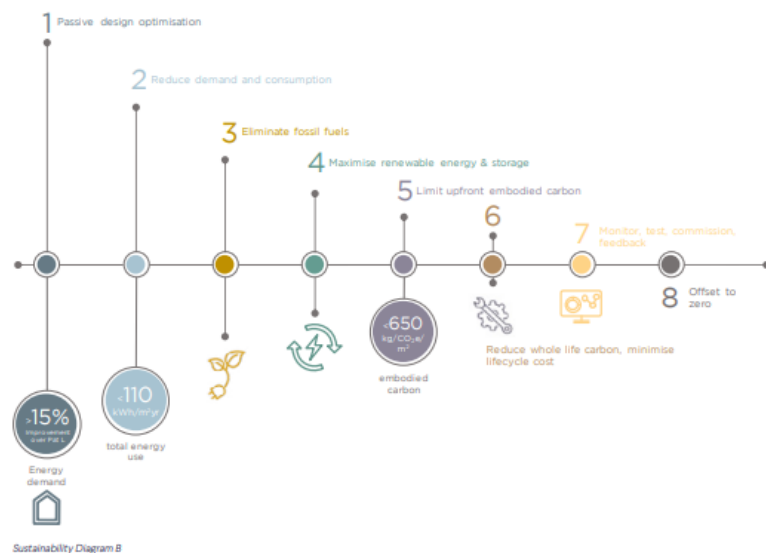 1 Passive design optimisation
2 Reduce demand and consumption
3 Eliminate fossil fuels
4 Maximise renewable energy & storage
5 Limit upfront embodied carbon
6
7 Monitor, test, commission,
feedback
8 Offset to
zero
<650
kg/CO₂e/
m²
embodied
carbon
Reduce whole life carbon, minimise
lifecycle cost
<110
kWh/m²yr
total energy
use
>15%
improvement
over Pat L
Energy
demand
Sustainability Diagram B